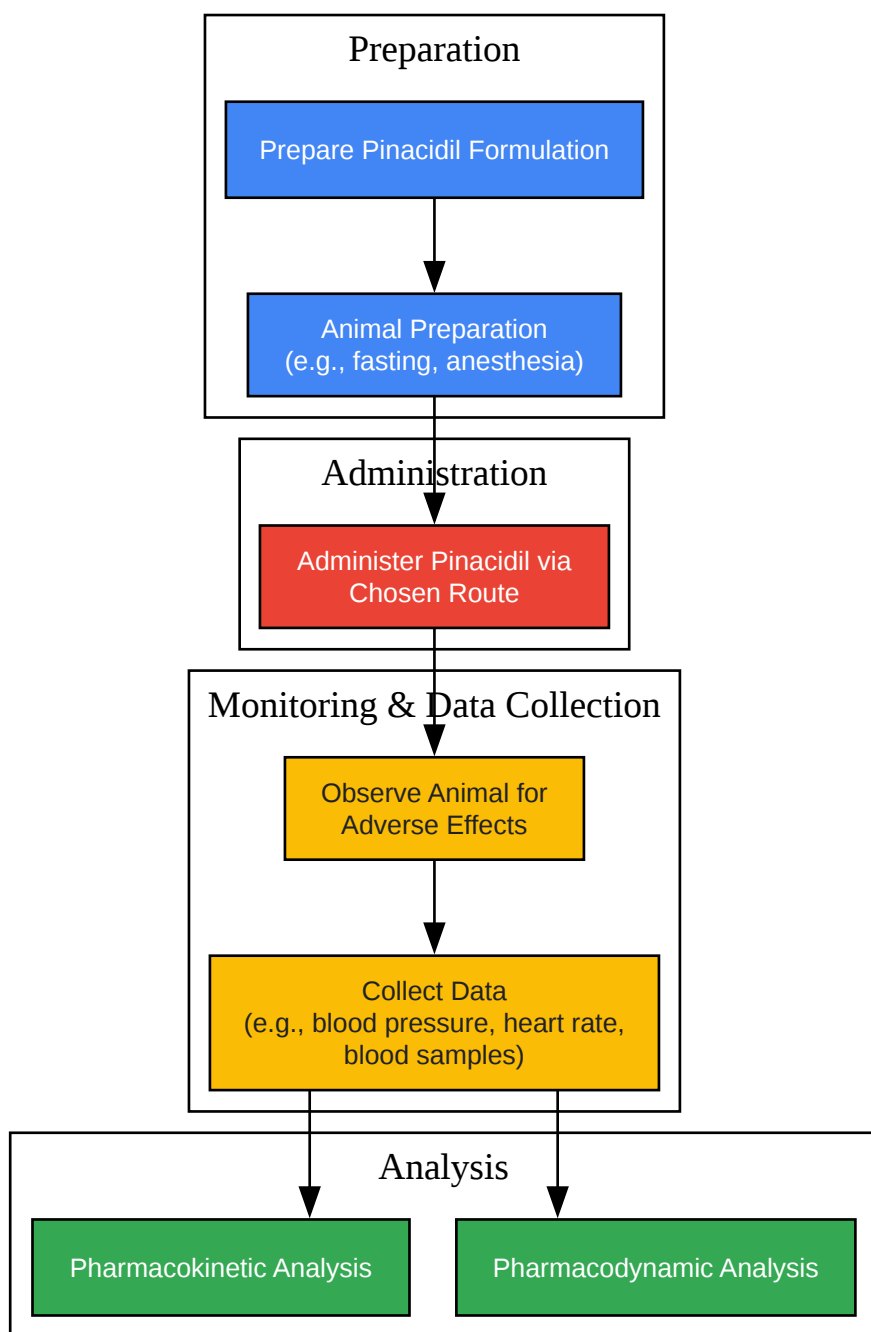 Preparation
Prepare Pinacidil Formulation
Animal Preparation
(e.g., fasting, anesthesia)
Administration
Administer Pinacidil via
Chosen Route
Monitoring & Data Collection
Observe Animal for
Adverse Effects
Collect Data
(e.g., blood pressure, heart rate,
blood samples)
Analysis
Pharmacokinetic Analysis
Pharmacodynamic Analysis